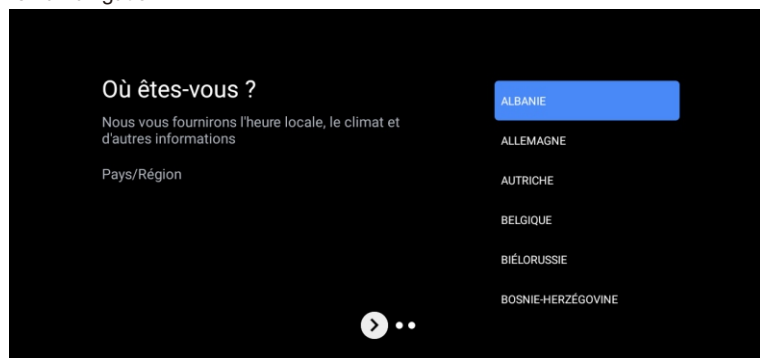 Où êtes-vous ?
Nous vous fournirons l'heure locale, le climat et
d'autres informations
Pays/Région
ALBANIE
ALLEMAGNE
AUTRICHE
BELGIQUE
BIÉLORUSSIE
BOSNIE-HERZÉGOVINE